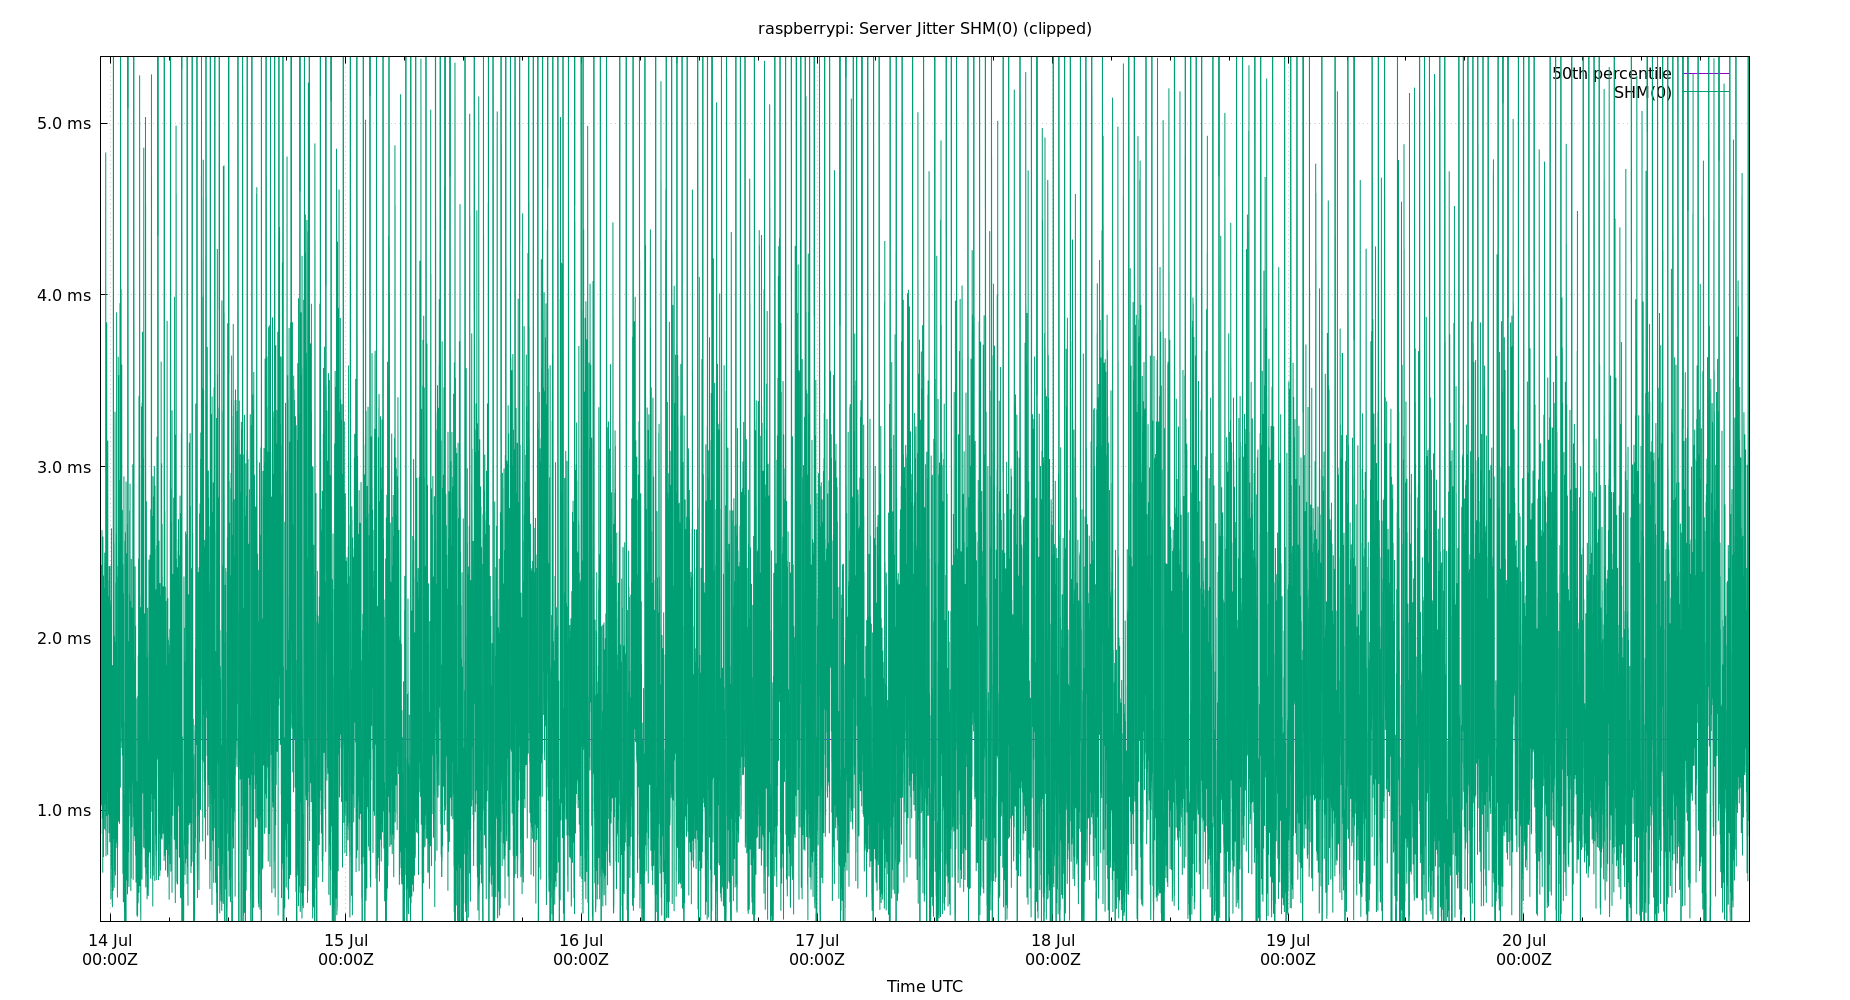 raspberrypi: Server Jitter SHM(0) (clipped)
50th percentile
SHM(0)
5.0 ms
4.0 ms
3.0 ms
2.0 ms
1.0 ms
14 Jul 15 Jul 16 Jul 17 Jul 18 Jul 19 Jul 20 Jul
00:00Z 00:00Z 00:00Z 00:00Z 00:00Z 00:00Z 00:00Z
Time UTC